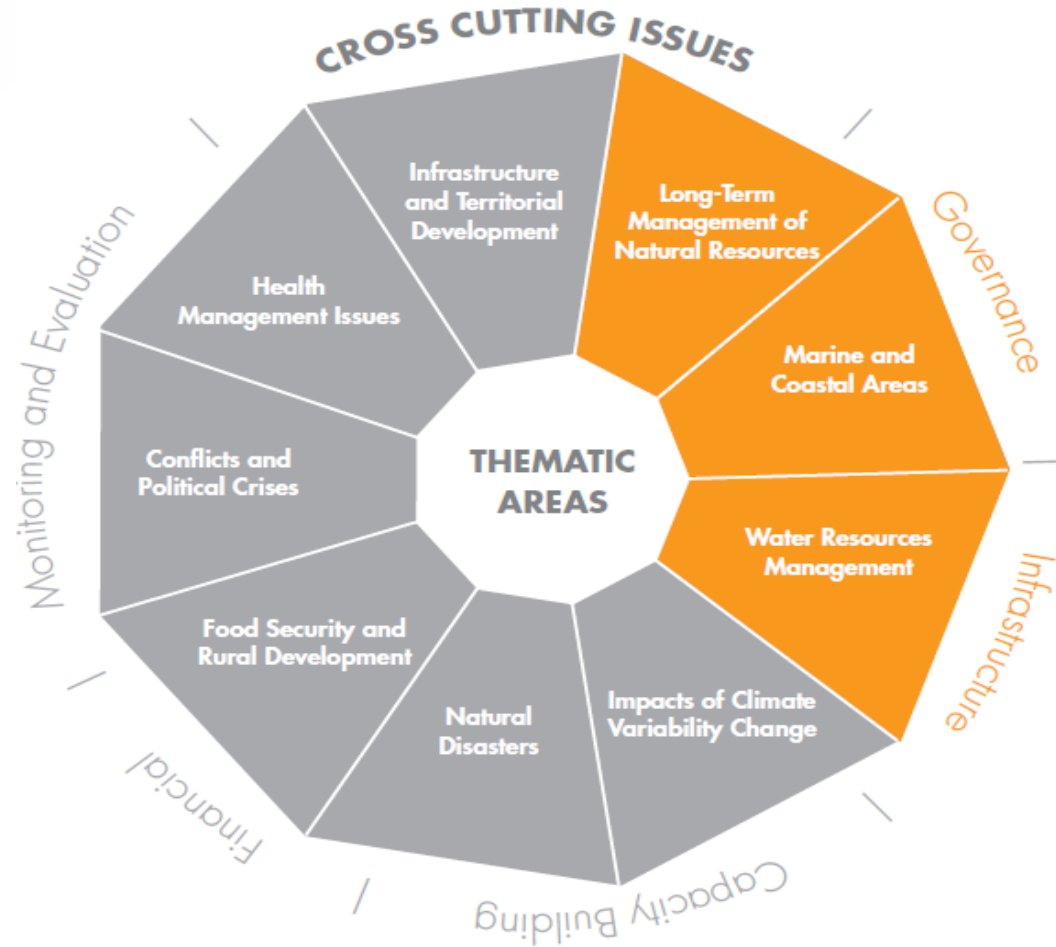 CROSS CUTTING ISSUES
Infrastructure
and Territorial
Development
Long-Term
Management of
Natural Resources
Governance
Marine and
Coastal Areas
Water Resources
Management
Infrastructure
Impacts of Climate
Variability Change
Capacity Building
Natural
Disasters
Financial
Food Security and
Rural Development
Conflicts and
Political Crises
Monitoring and Evaluation
Health
Management Issues
THEMATIC
AREAS